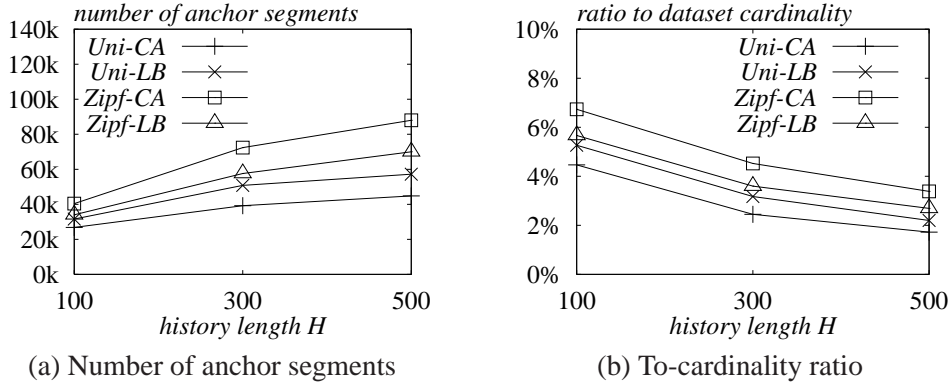 number of anchor segments
140k
120k
100k
80k
60k
40k
20k
0k
Uni-CA
Uni-LB
Zipf-CA
Zipf-LB
100 300 500
history length H
(a) Number of anchor segments
ratio to dataset cardinality
10%
8%
6%
4%
2%
0%
Uni-CA
Uni-LB
Zipf-CA
Zipf-LB
100 300 500
history length H
(b) To-cardinality ratio